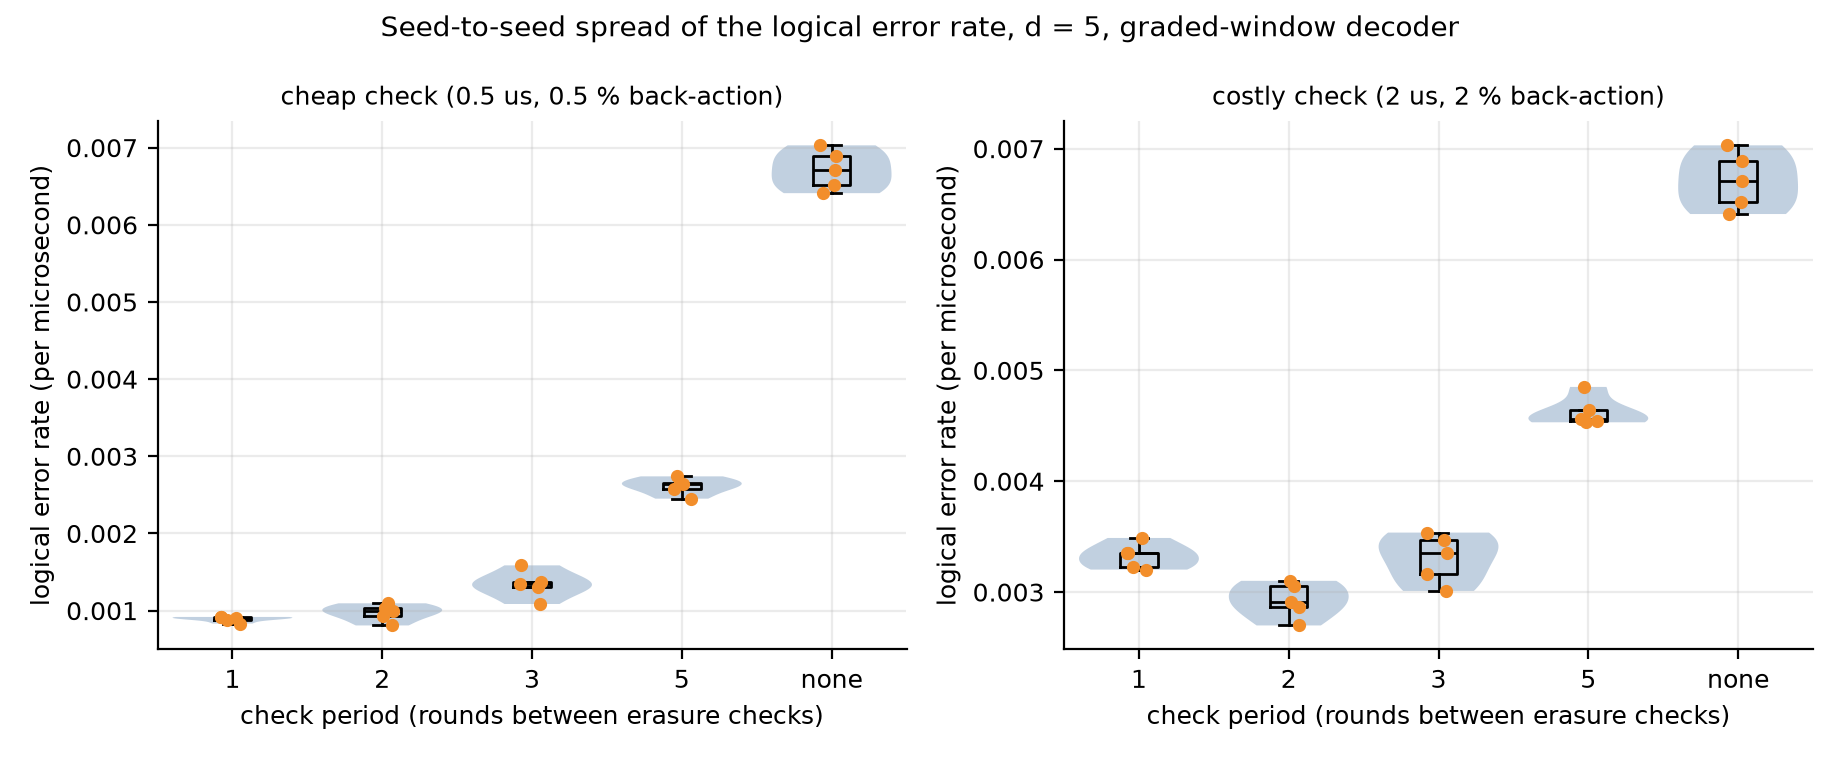 Seed-to-seed spread of the logical error rate, d = 5, graded-window decoder
cheap check (0.5 us, 0.5 % back-action)
logical error rate (per microsecond)
0.007
0.006
0.005
0.004
0.003
0.002
0.001
1 2 3 5 none
check period (rounds between erasure checks)
costly check (2 us, 2 % back-action)
logical error rate (per microsecond)
0.007
0.006
0.005
0.004
0.003
1 2 3 5 none
check period (rounds between erasure checks)